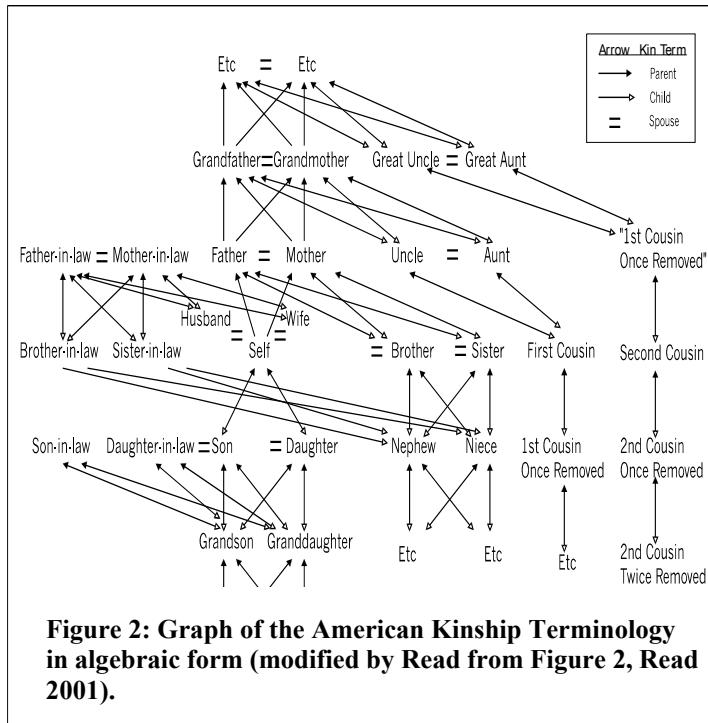 Etc = Etc
Arrow Kin Term
Parent
Child
= Spouse
Grandfather=Grandmother Great Uncle = Great Aunt
Father-in-law = Mother-in-law Father = Mother Uncle = Aunt "1st Cousin
Once Removed"
Husband Wife
= =
Brother-in-law Sister-in-law Self = Brother = Sister First Cousin Second Cousin
Son-in-law Daughter-in-law =Son = Daughter Nephew Niece 1st Cousin 2nd Cousin
Once Removed Once Removed
Grandson Granddaughter Etc Etc Etc 2nd Cousin
Twice Removed
Figure 2: Graph of the American Kinship Terminology
in algebraic form (modified by Read from Figure 2, Read
2001).